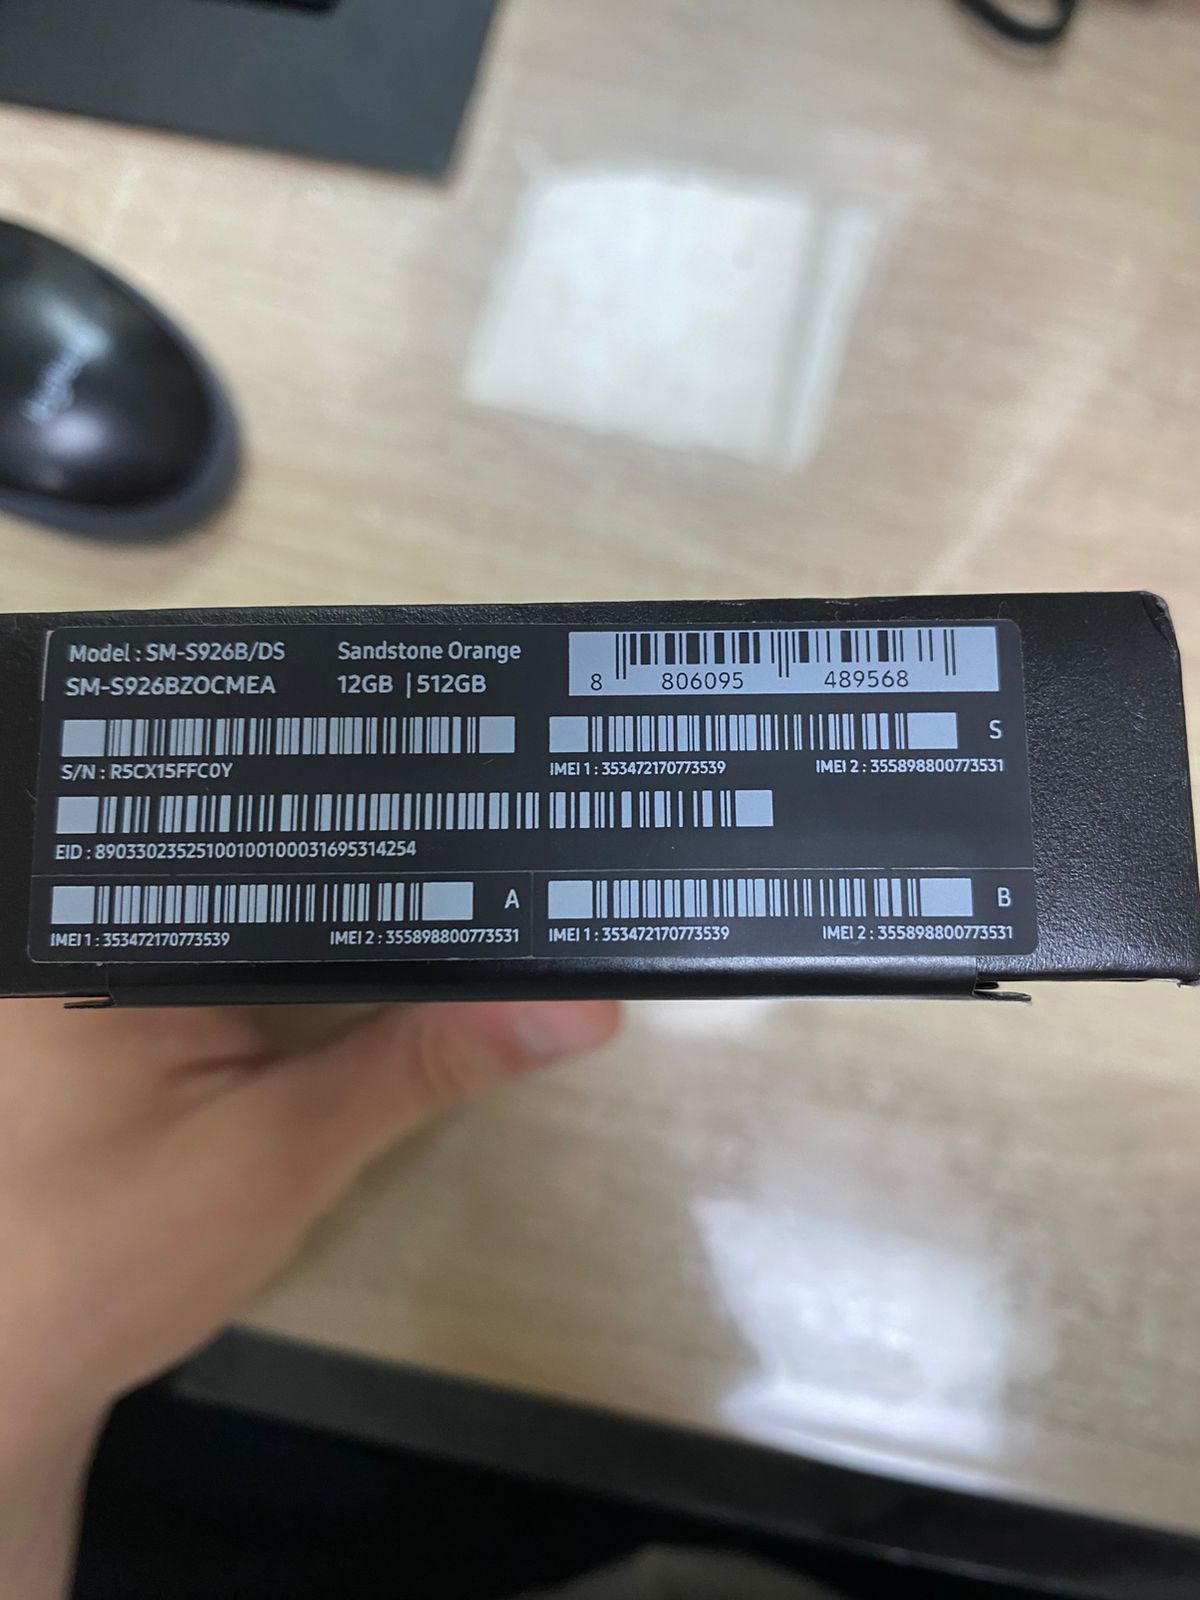 Model : SM-S926B/DS
SM-S926BZOCMEA
Sandstone Orange
12GB | 512GB
8 806095 489568
S/N : R5CX15FFC0Y
S
IMEI 1 : 353472170773539 IMEI 2 : 355898800773531
EID : 89033023525100100100031695314254
A
IMEI 1 : 353472170773539 IMEI 2 : 355898800773531
B
IMEI 1 : 353472170773539 IMEI 2 : 355898800773531